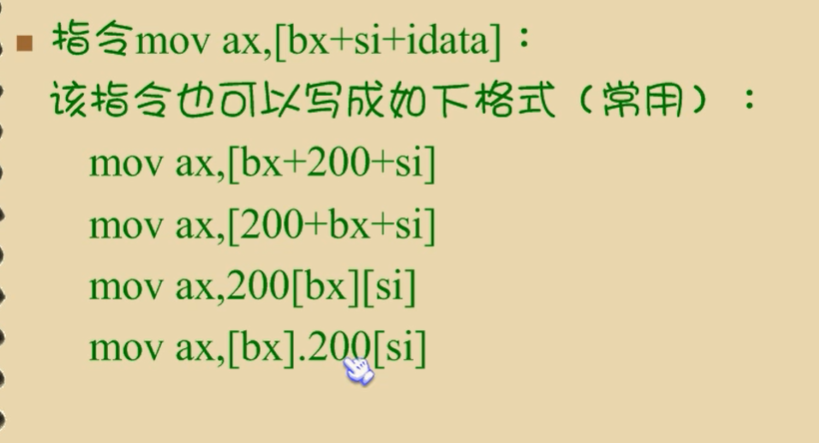 指令mov ax,[bx+si+idata]：
该指令也可以写成如下格式（常用）：
mov ax,[bx+200+si]
mov ax,[200+bx+si]
mov ax,200[bx][si]
mov ax,[bx].200[si]